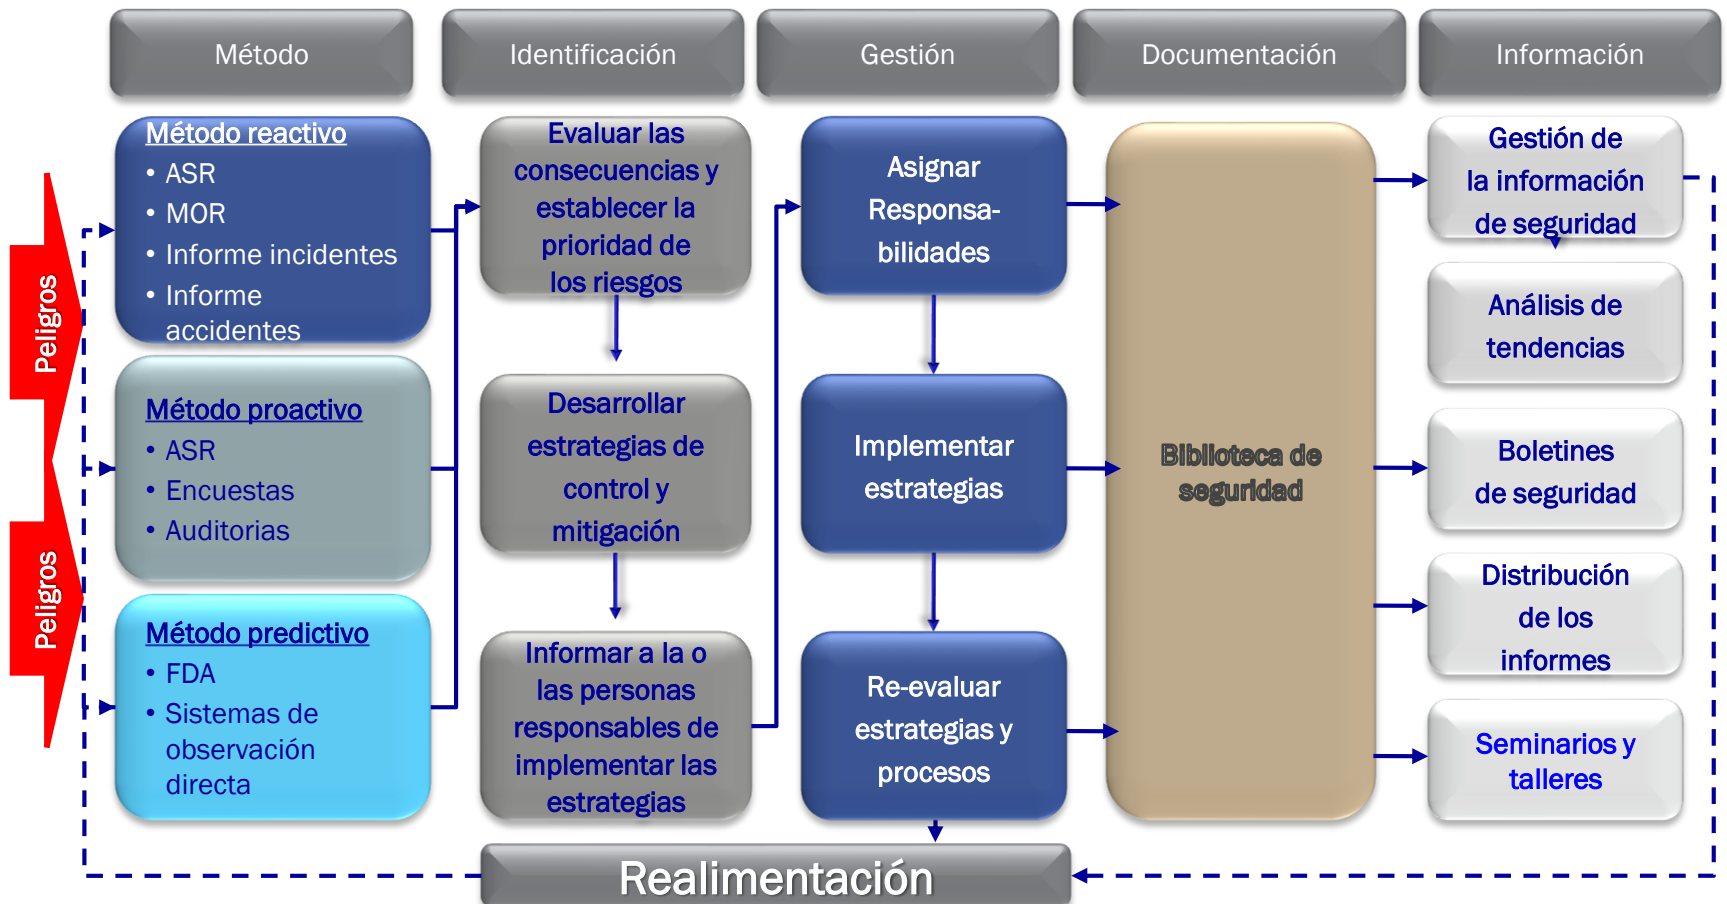 Método
Identificación
Gestión
Documentación
Información
Peligros
Peligros
Método reactivo
• ASR
• MOR
• Informe incidentes
• Informe
accidentes
Método proactivo
• ASR
• Encuestas
• Auditorias
Método predictivo
• FDA
• Sistemas de
observación
directa
Evaluar las
consecuencias y
establecer la
prioridad de
los riesgos
Desarrollar
estrategias de
control y
mitigación
Informar a la o
las personas
responsables de
implementar las
estrategias
Asignar
Responsa-
bilidades
Implementar
estrategias
Re-evaluar
estrategias y
procesos
Biblioteca de
seguridad
Gestión de
la información
de seguridad
Análisis de
tendencias
Boletines
de seguridad
Distribución
de los
informes
Seminarios y
talleres
Realimentación